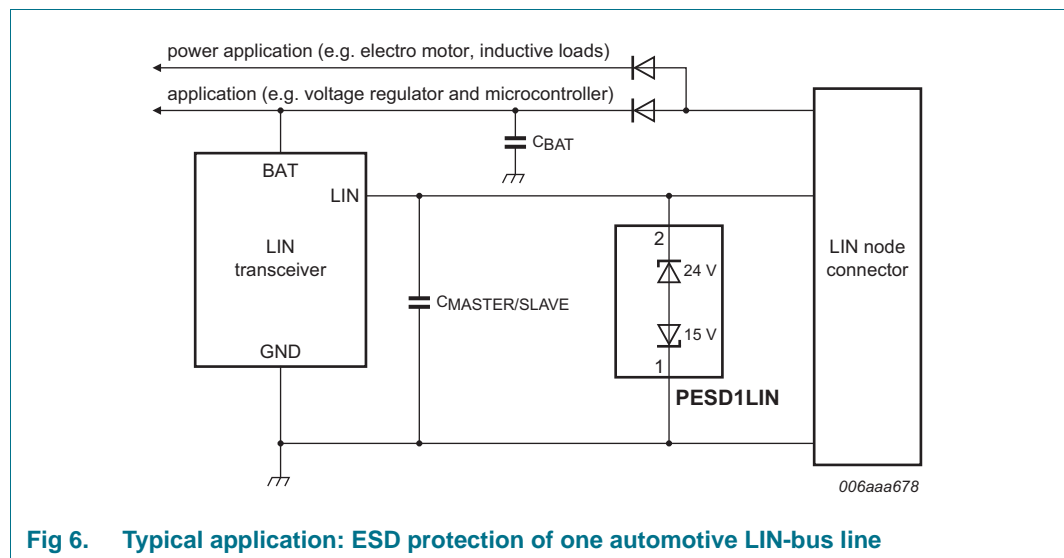 power application (e.g. electro motor, inductive loads)
application (e.g. voltage regulator and microcontroller)
CBAT
BAT
LIN
LIN
transceiver
GND
CMASTER/SLAVE
2
24 V
15 V
1
PESD1LIN
LIN node
connector
006aaa678
Fig 6. Typical application: ESD protection of one automotive LIN-bus line